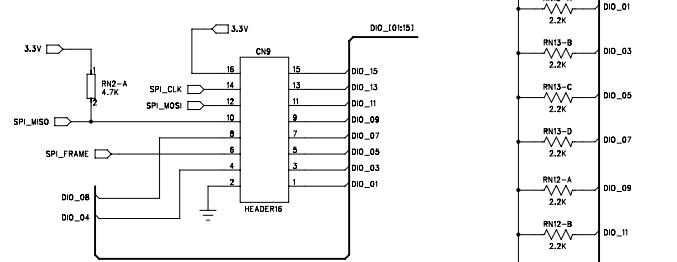 3.3V
DIO_[01:15]
3.3V
CN9
1
RN2-A
4.7K
2
16
15
DIO_15
SPI_CLK
14
13
DIO_13
SPI_MOSI
12
11
DIO_11
SPI_MISO
10
9
DIO_09
8
7
DIO_07
SPI_FRAME
6
5
DIO_05
4
3
DIO_03
2
1
DIO_01
DIO_08
DIO_04
HEADER16
DIO_01
2.2K
RN13-B
DIO_03
2.2K
RN13-C
DIO_05
2.2K
RN13-D
DIO_07
2.2K
RN12-A
DIO_09
2.2K
RN12-B
DIO_11
2.2K